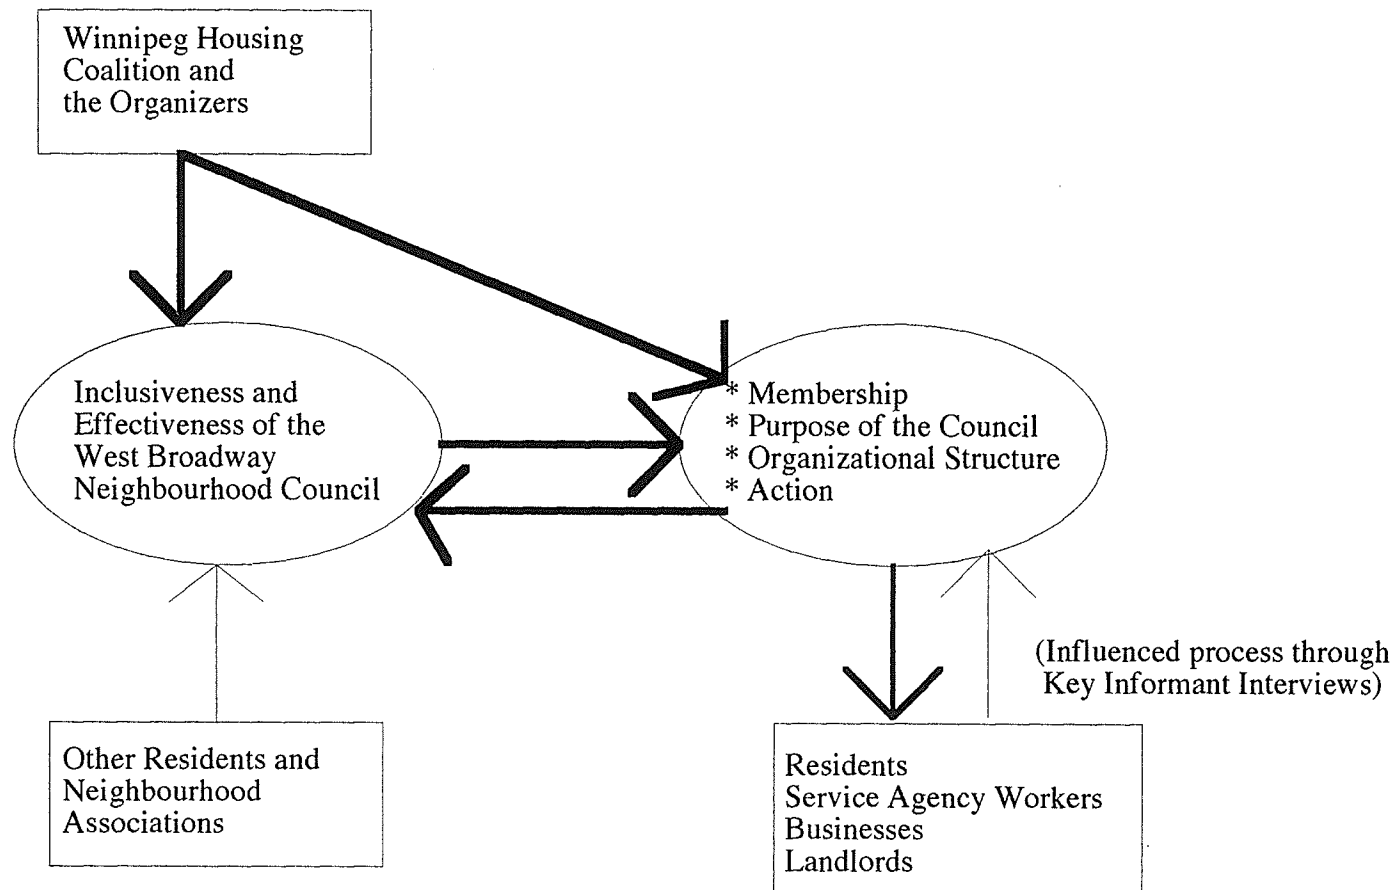 Winnipeg Housing
Coalition and
the Organizers
Inclusiveness and
Effectiveness of the
West Broadway
Neighbourhood Council
* Membership
* Purpose of the Council
* Organizational Structure
* Action
(Influenced process through
Key Informant Interviews)
Other Residents and
Neighbourhood
Associations
Residents
Service Agency Workers
Businesses
Landlords